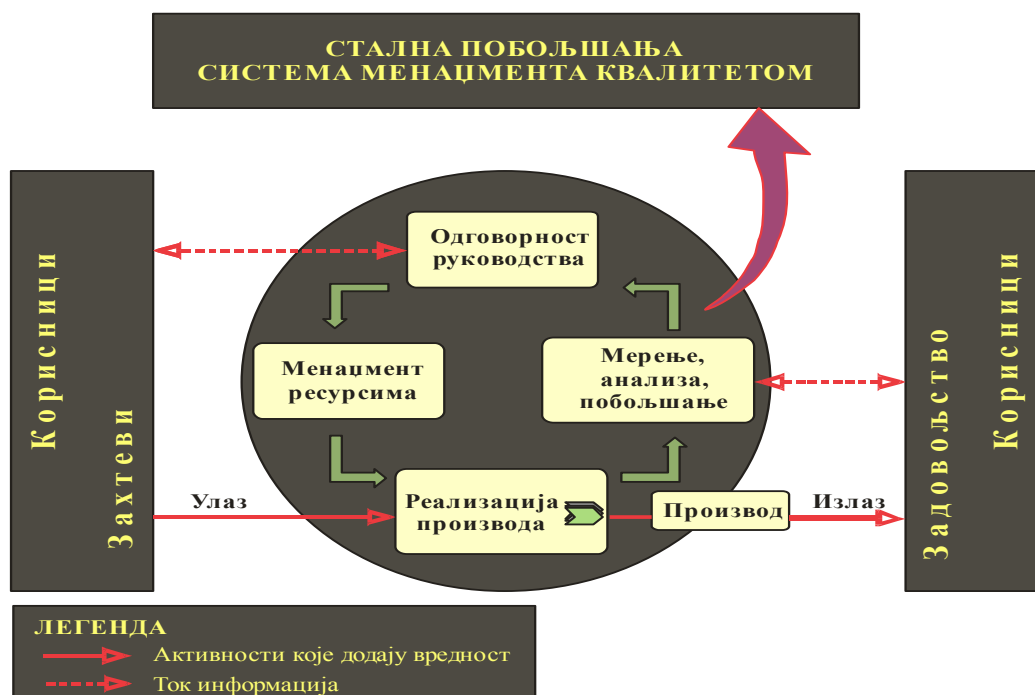 СТАЛНА ПОБОЉШАЊА
СИСТЕМА МЕНАЏМЕНТА КВАЛИТЕТОМ
Корисници
Захтеви
Одговорност
руководства
Менаџмент
ресурсима
Мерење,
анализа,
побољшање
Улаз
Реализација
производа
Производ
Излаз
Задовољство
Корисници
ЛЕГЕНДА
Активности које додају вредност
Ток информација